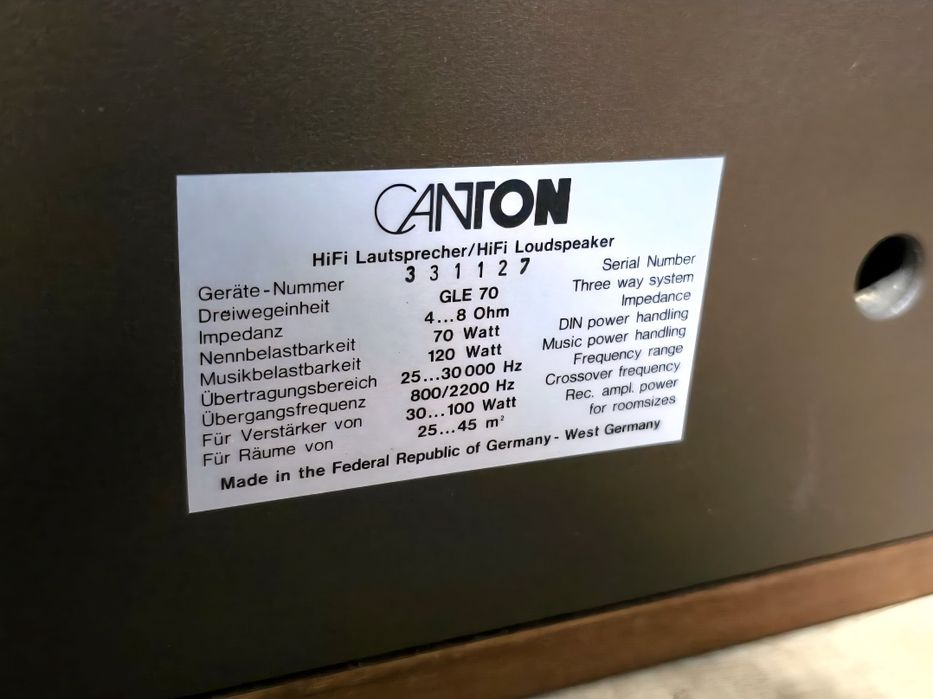 CANTON
HiFi Lautsprecher/HiFi Loudspeaker
Geräte-Nummer 331127 Serial Number
Dreiwegeinheit GLE 70 Three way system
Impedanz 4...8 Ohm Impedance
Nennbelastbarkeit 70 Watt DIN power handling
Musikbelastbarkeit 120 Watt Music power handling
Übertragungsbereich 25...30 000 Hz Frequency range
Übergangsfrequenz 800/2200 Hz Crossover frequency
Für Verstärker von 30...100 Watt Rec. ampl. power
Für Räume von 25...45 m² for roomsizes
Made in the Federal Republic of Germany - West Germany